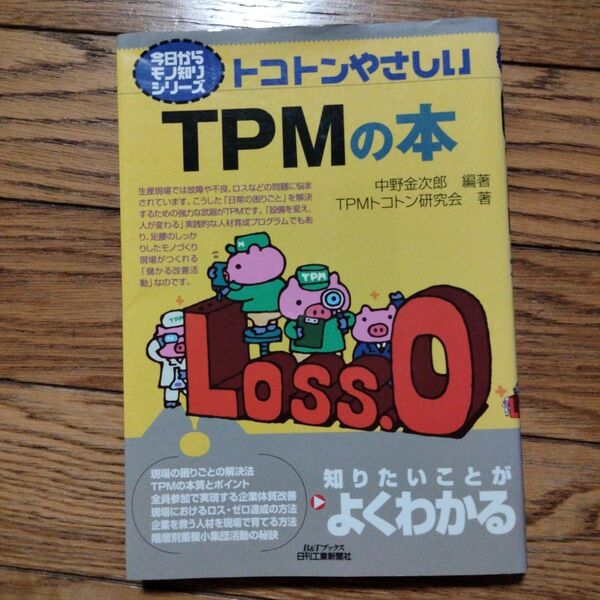 今日から
モノ知り
シリーズ
トコトンやさしい
TPMの本
中野金次郎 編著
TPMトコトン研究会 著
生産現場では故障や不良、ロスなどの問題に悩ま
されています。こうした「日常の困りごと」を解決
するための強力な武器がTPMです。「設備を変え、
人が変わる」実践的な人材育成プログラムでもあ
り、足腰のしっか
りしたモノづくり
現場がつくれる
「儲かる改善活
動」なのです。
M
TPM
TPM
LOSS.0
現場の困りごとの解決法
TPMの本質とポイント
全員参加で実現する企業体質改善
現場におけるロス・ゼロ達成の方法
企業を救う人材を現場で育てる方法
階層別重複小集団活動の秘訣
知りたいことが
よくわかる
B&Tブックス
日刊工業新聞社